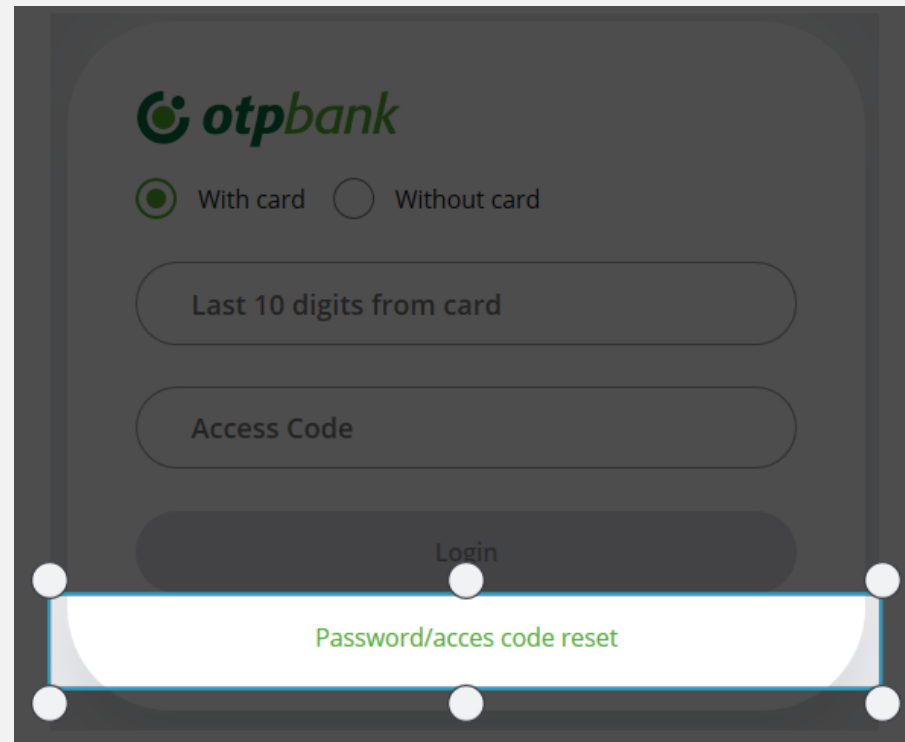 otpbank
With card Without card
Last 10 digits from card
Access Code
Login
Password/acces code reset